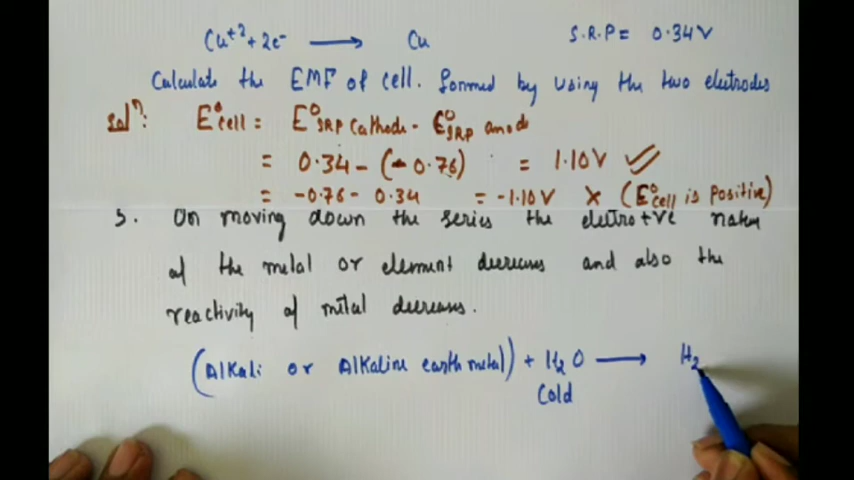 Cu+2 + 2e- ⟶ Cu S.R.P = 0.34V
Calculate the EMF of cell. formed by using the two electrodes
Solⁿ: E°cell = E°SRP Cathode - E°SRP anode
= 0.34 - (-0.76) = 1.10V ✓
= -0.76 - 0.34 = -1.10V × (E°cell is positive)
3. On moving down the series the electro+ve nature
of the metal or element decreases and also the
reactivity of metal decreases.
(Alkali or Alkaline earth metal) + H2O ⟶ H2
Cold